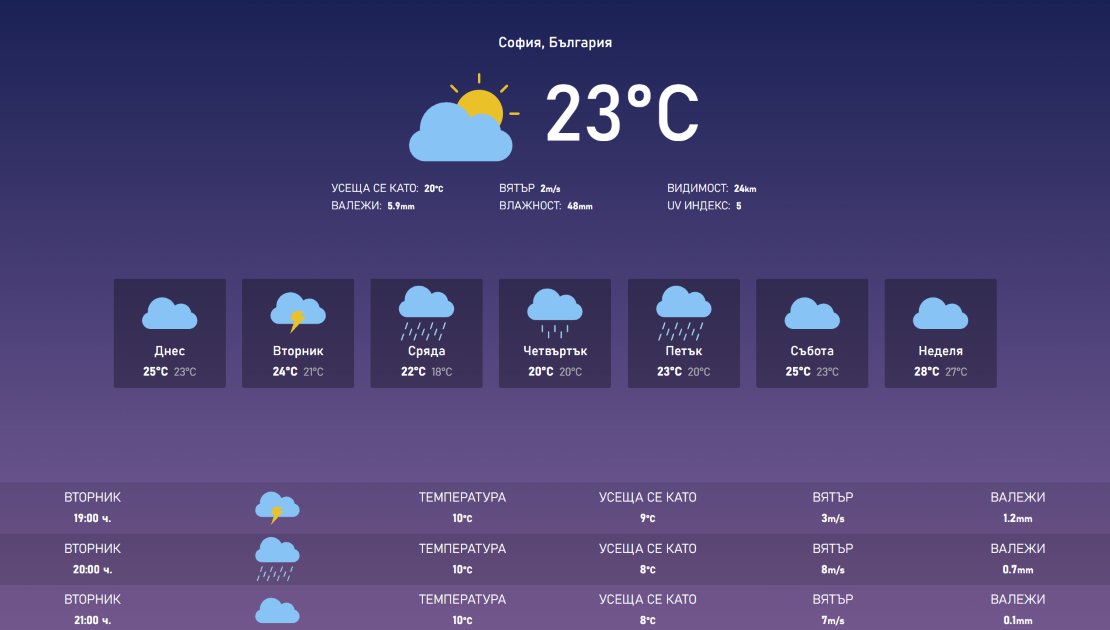 София, България
23°C
УСЕЩА СЕ КАТО: 20°C ВЯТЪР 2m/s ВИДИМОСТ: 24km
ВАЛЕЖИ: 5.9mm ВЛАЖНОСТ: 48mm UV ИНДЕКС: 5
Днес Вторник Сряда Четвъртък Петък Събота Неделя
25°C 23°C 24°C 21°C 22°C 18°C 20°C 20°C 23°C 20°C 25°C 23°C 28°C 27°C
ВТОРНИК ТЕМПЕРАТУРА УСЕЩА СЕ КАТО ВЯТЪР ВАЛЕЖИ
19:00 ч. 10°C 9°C 3m/s 1.2mm
ВТОРНИК ТЕМПЕРАТУРА УСЕЩА СЕ КАТО ВЯТЪР ВАЛЕЖИ
20:00 ч. 10°C 8°C 8m/s 0.7mm
ВТОРНИК ТЕМПЕРАТУРА УСЕЩА СЕ КАТО ВЯТЪР ВАЛЕЖИ
21:00 ч. 10°C 8°C 7m/s 0.1mm